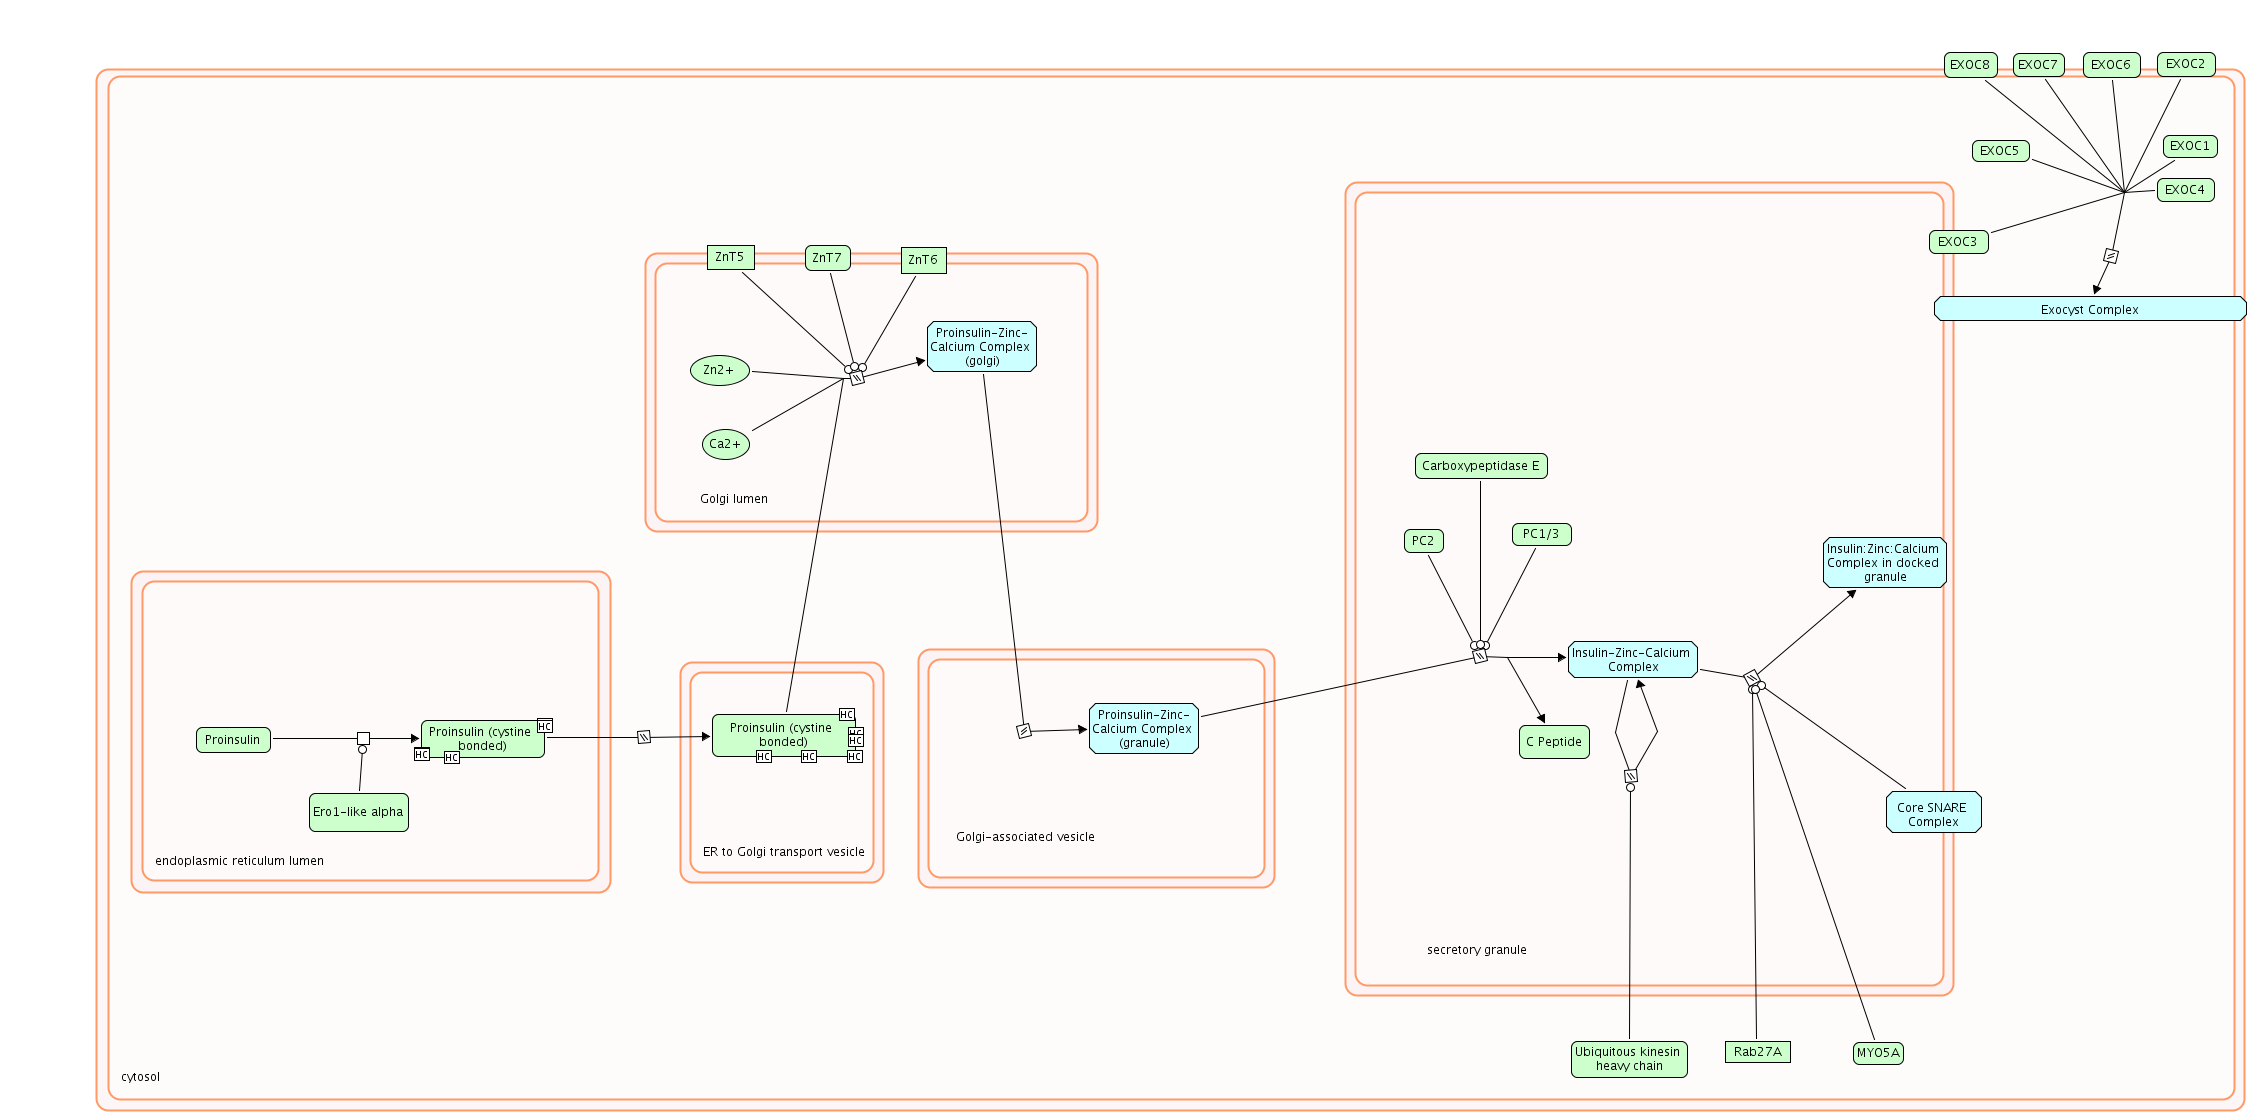 EXOC8
EXOC7
EXOC6
EXOC2
EXOC5
EXOC1
EXOC4
EXOC3
Exocyst Complex
ZnT5
ZnT7
ZnT6
Proinsulin-Zinc-
Calcium Complex
(golgi)
Zn2+
Ca2+
Golgi lumen
Carboxypeptidase E
PC2
PC1/3
Insulin:Zinc:Calcium
Complex in docked
granule
Insulin-Zinc-Calcium
Complex
C Peptide
Core SNARE
Complex
secretory granule
Proinsulin
Proinsulin (cystine
bonded)
HC
HC
HC
Ero1-like alpha
endoplasmic reticulum lumen
Proinsulin (cystine
bonded)
HC
HC
HC
HC
HC
HC
ER to Golgi transport vesicle
Proinsulin-Zinc-
Calcium Complex
(granule)
Golgi-associated vesicle
Ubiquitous kinesin
heavy chain
Rab27A
MYO5A
cytosol